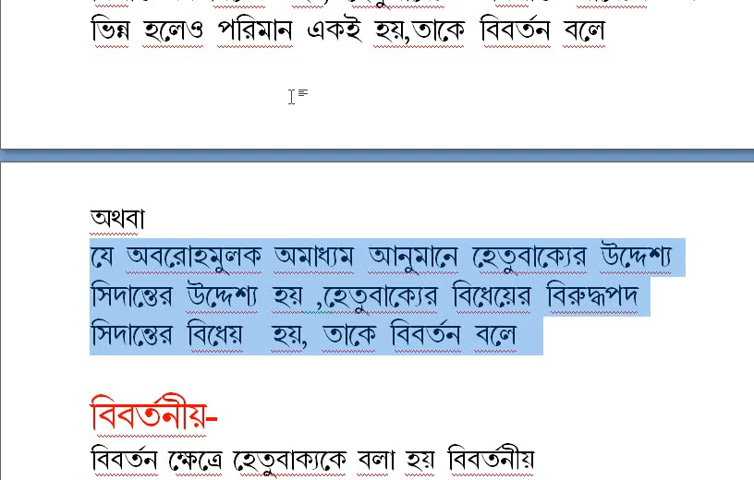 ভিন্ন হলেও পরিমান একই হয়,তাকে বিবর্তন বলে
অথবা
যে অবরোহমুলক অমাধ্যম আনুমানে হেতুবাক্যের উদ্দেশ্য
সিদান্তের উদ্দেশ্য হয় ,হেতুবাক্যের বিধেয়ের বিরুদ্ধপদ
সিদান্তের বিধেয় হয়, তাকে বিবর্তন বলে
বিবর্তনীয়-
বিবর্তন ক্ষেত্রে হেতুবাক্যকে বলা হয় বিবর্তনীয়